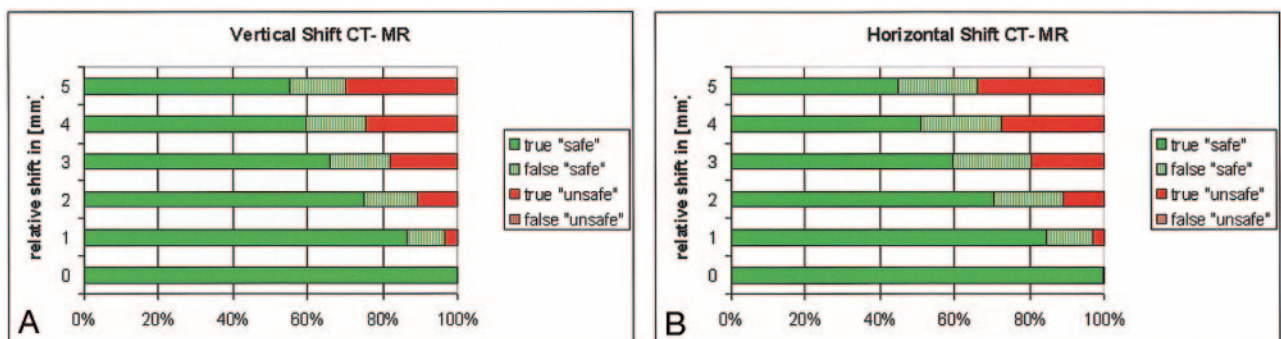 Vertical Shift CT- MR
relative shift in [mm]
5
4
3
2
1
0
0% 20% 40% 60% 80% 100%
true "safe"
false "safe"
true "unsafe"
false "unsafe"
A
Horizontal Shift CT- MR
relative shift in [mm]
5
4
3
2
1
0
0% 20% 40% 60% 80% 100%
true "safe"
false "safe"
true "unsafe"
false "unsafe"
B